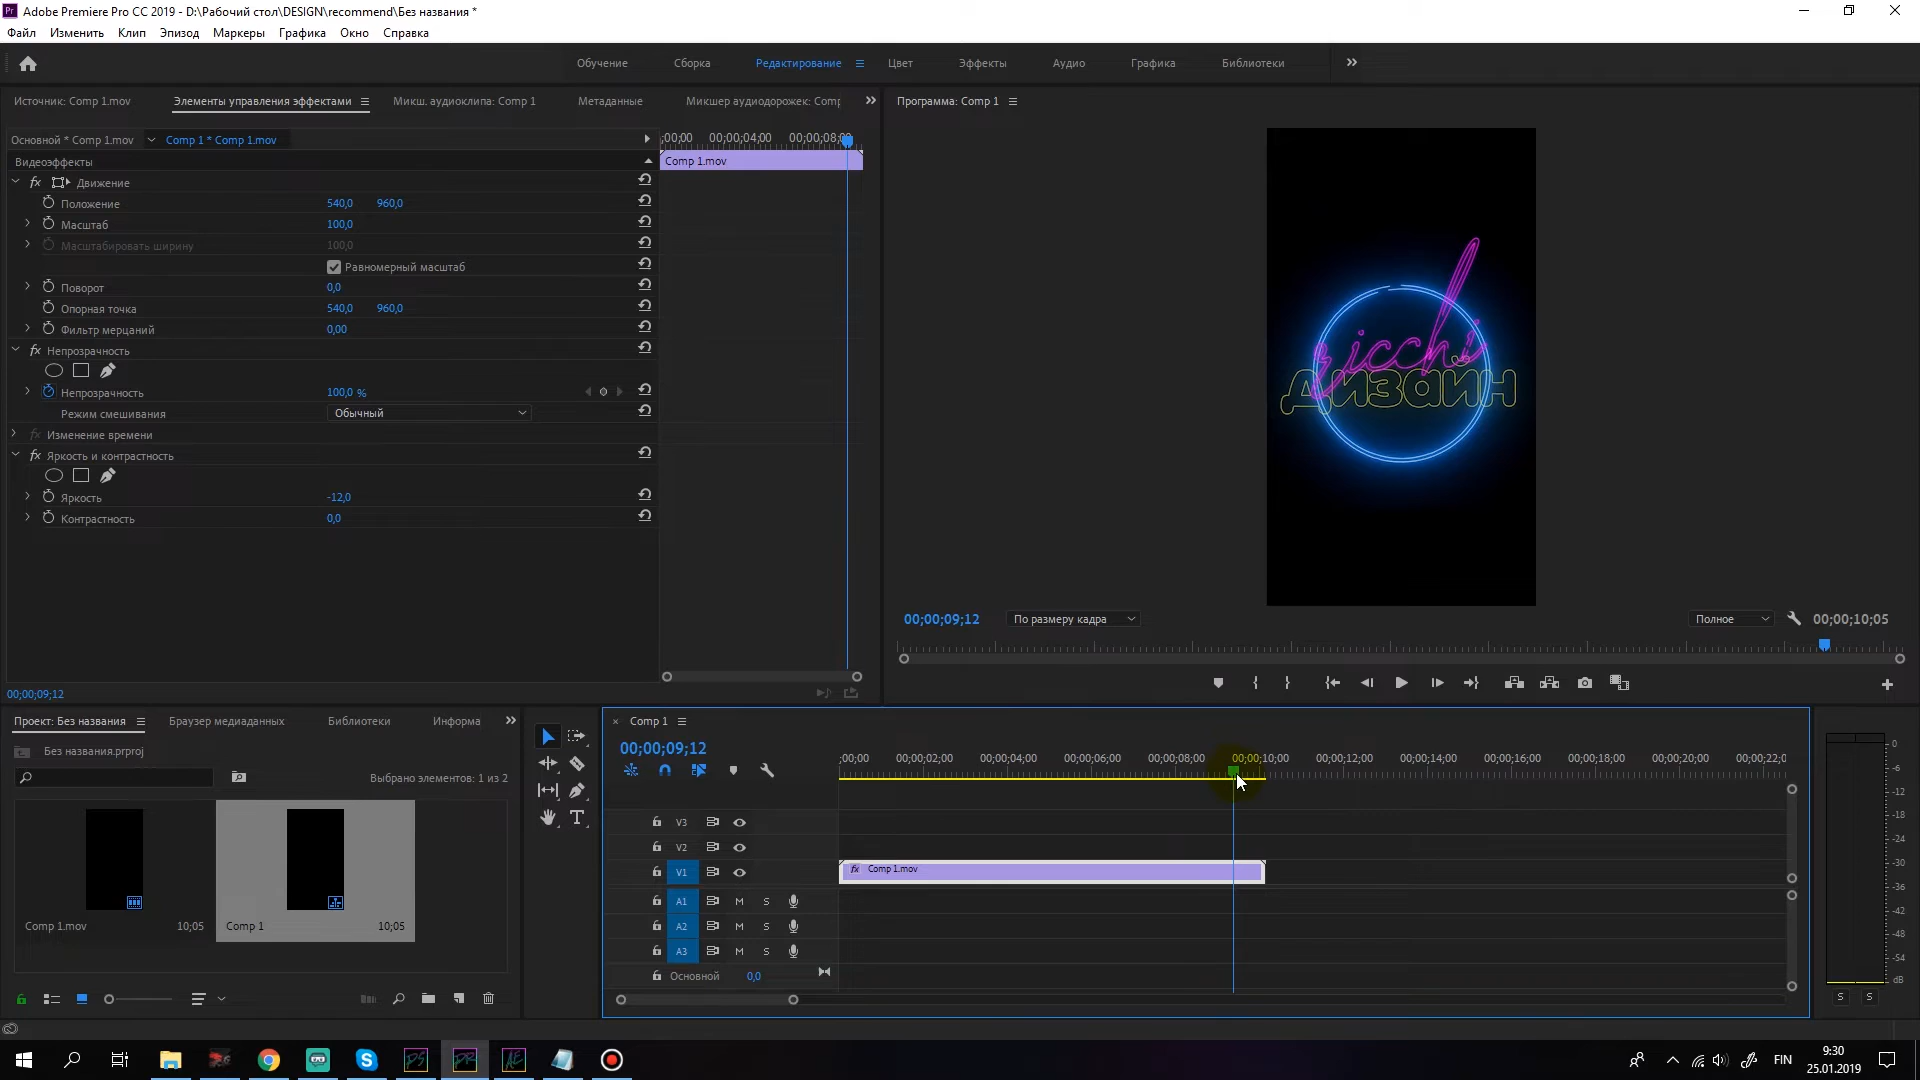 Adobe Premiere Pro CC 2019 - D:\Рабочий стол\DESIGN\recommend\Без названия *
Файл Изменить Клип Эпизод Маркеры Графика Окно Справка
Обучение Сборка Редактирование Цвет Эффекты Аудио Графика Библиотеки
Источник: Comp 1.mov Элементы управления эффектами Микш. аудиоклипа: Comp 1 Метаданные Микшер аудиодорожек: Comp
Программа: Comp 1
Основной * Comp 1.mov Comp 1 * Comp 1.mov
;00;00 00;00;04;00 00;00;08;00
Видеоэффекты
Comp 1.mov
fx Движение
Положение 540,0 960,0
Масштаб 100,0
Масштабировать ширину 100,0
Равномерный масштаб
Поворот 0,0
Опорная точка 540,0 960,0
Фильтр мерцаний 0,00
fx Непрозрачность
Непрозрачность 100,0 %
Режим смешивания Обычный
fx Изменение времени
fx Яркость и контрастность
Яркость -12,0
Контрастность 0,0
00;00;09;12
дизайн
00;00;09;12 По размеру кадра Полное 00;00;10;05
Проект: Без названия Браузер медиаданных Библиотеки Информа
Без названия.prproj
Выбрано элементов: 1 из 2
Comp 1.mov 10;05
Comp 1 10;05
Comp 1
00;00;09;12
;00;00 00;00;02;00 00;00;04;00 00;00;06;00 00;00;08;00 00;00;10;00 00;00;12;00 00;00;14;00 00;00;16;00 00;00;18;00 00;00;20;00 00;00;22;0
V3
V2
V1 fx Comp 1.mov
A1 M S
A2 M S
A3 M S
Основной 0,0
0
-6
-12
-18
-24
-30
-36
-42
-48
-54
dB
S S
PS PR AE
FIN
9:30
25.01.2019